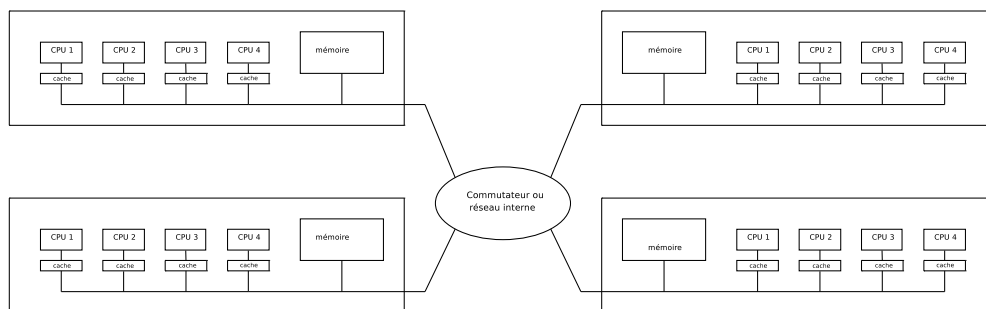 CPU 1 CPU 2 CPU 3 CPU 4 mémoire
cache cache cache cache
mémoire CPU 1 CPU 2 CPU 3 CPU 4
cache cache cache cache
Commutateur ou
réseau interne
CPU 1 CPU 2 CPU 3 CPU 4 mémoire
cache cache cache cache
mémoire CPU 1 CPU 2 CPU 3 CPU 4
cache cache cache cache